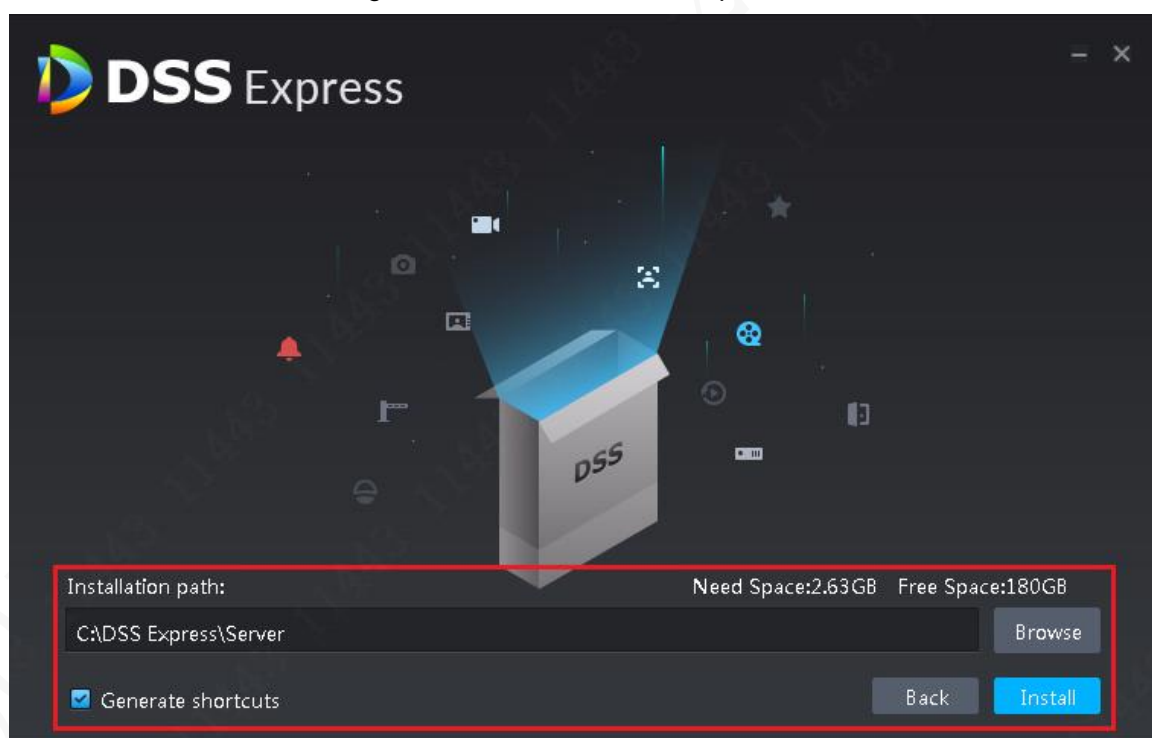 DSS Express
DSS
Installation path:
Need Space:2.63GB Free Space:180GB
C:\DSS Express\Server
Browse
Generate shortcuts
Back
Install